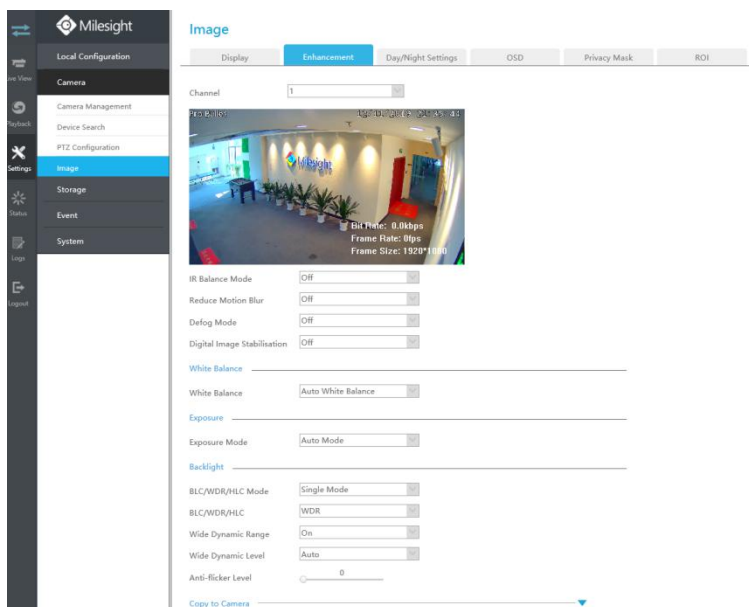 Milesight
Live View
Playback
Settings
Status
Logs
Logout
Local Configuration
Camera
Camera Management
Device Search
PTZ Configuration
Image
Storage
Event
System
Image
Display Enhancement Day/Night Settings OSD Privacy Mask ROI
Channel 1
Pro Bullet
Milesight
Bit Rate: 0.0kbps
Frame Rate: 0fps
Frame Size: 1920*1080
IR Balance Mode Off
Reduce Motion Blur Off
Defog Mode Off
Digital Image Stabilisation Off
White Balance
White Balance Auto White Balance
Exposure
Exposure Mode Auto Mode
Backlight
BLC/WDR/HLC Mode Single Mode
BLC/WDR/HLC WDR
Wide Dynamic Range On
Wide Dynamic Level Auto
Anti-flicker Level 0
Copy to Camera